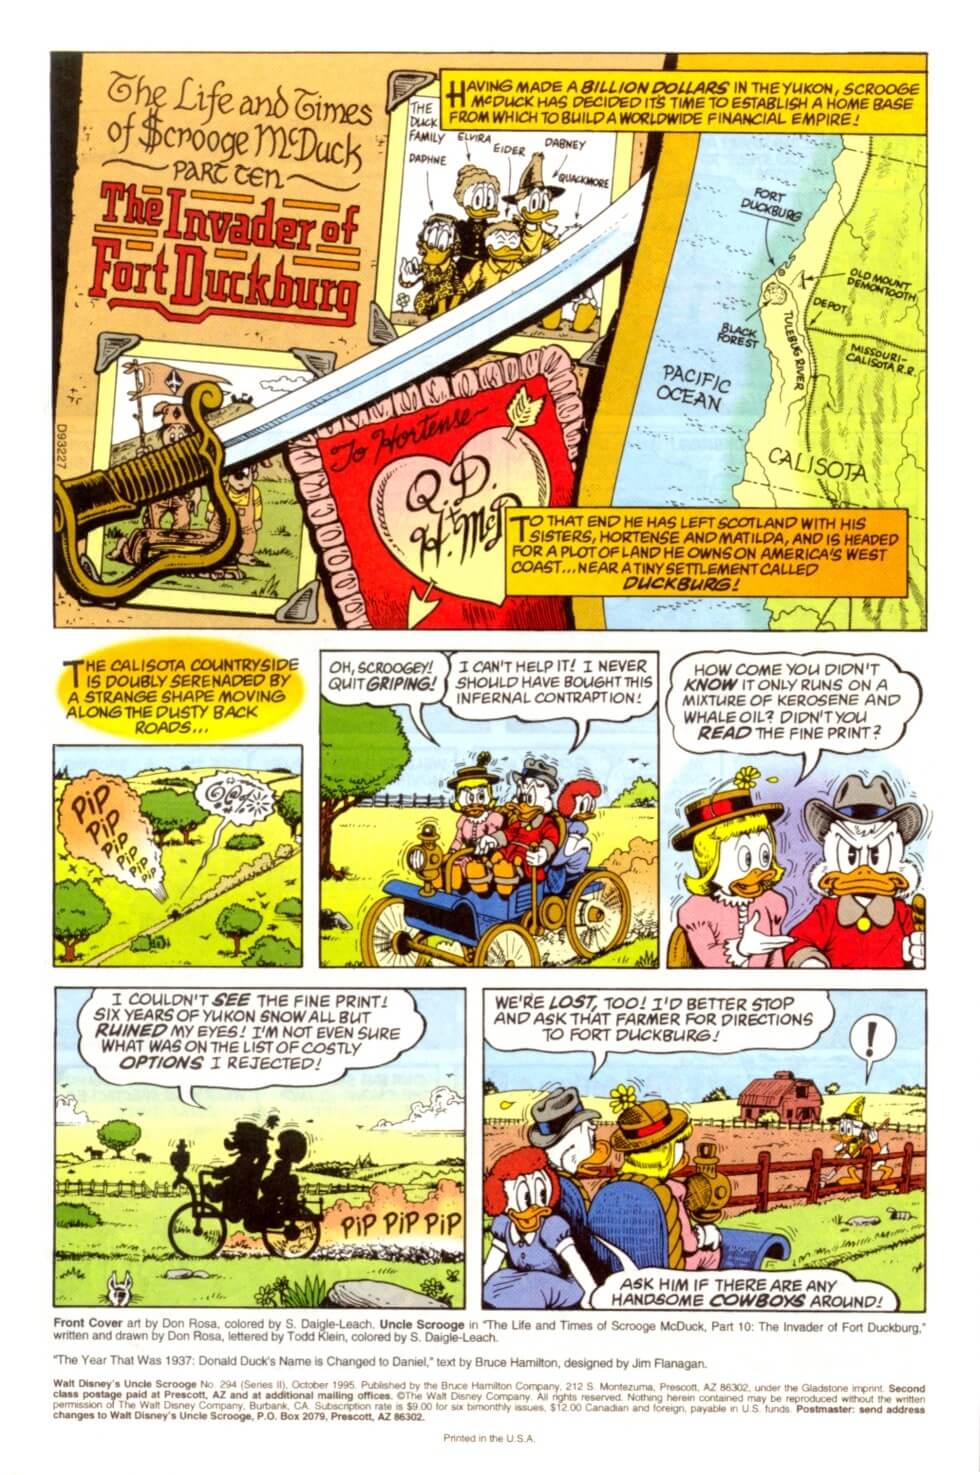 The Life and Times
of $crooge McDuck
PART TEN
The Invader of
Fort Duckburg
THE
DUCK
FAMILY
DAPHNE
ELVIRA
EIDER
DABNEY
QUACKMORE
HAVING MADE A BILLION DOLLARS IN THE YUKON, SCROOGE
McDUCK HAS DECIDED IT'S TIME TO ESTABLISH A HOME BASE
FROM WHICH TO BUILD A WORLDWIDE FINANCIAL EMPIRE!
FORT
DUCKBURG
OLD MOUNT
DEMONTOOTH
DEPOT
BLACK
FOREST
TULEBUG RIVER
MISSOURI-
CALISOTA R.R.
PACIFIC
OCEAN
CALISOTA
D93227
To Hortense~
Q.D.
+
H. McD
TO THAT END HE HAS LEFT SCOTLAND WITH HIS
SISTERS, HORTENSE AND MATILDA, AND IS HEADED
FOR A PLOT OF LAND HE OWNS ON AMERICA'S WEST
COAST...NEAR A TINY SETTLEMENT CALLED
DUCKBURG!
THE CALISOTA COUNTRYSIDE
IS DOUBLY SERENADED BY
A STRANGE SHAPE MOVING
ALONG THE DUSTY BACK
ROADS...
PiP
PiP
PiP
PiP
PiP
PiP
OH, SCROOGEY!
QUIT GRIPING!
I CAN'T HELP IT! I NEVER
SHOULD HAVE BOUGHT THIS
INFERNAL CONTRAPTION!
HOW COME YOU DIDN'T
KNOW IT ONLY RUNS ON A
MIXTURE OF KEROSENE AND
WHALE OIL? DIDN'T YOU
READ THE FINE PRINT?
I COULDN'T SEE THE FINE PRINT!
SIX YEARS OF YUKON SNOW ALL BUT
RUINED MY EYES! I'M NOT EVEN SURE
WHAT WAS ON THE LIST OF COSTLY
OPTIONS I REJECTED!
PiP PiP PiP
WE'RE LOST, TOO! I'D BETTER STOP
AND ASK THAT FARMER FOR DIRECTIONS
TO FORT DUCKBURG!
!
ASK HIM IF THERE ARE ANY
HANDSOME COWBOYS AROUND!
Front Cover art by Don Rosa, colored by S. Daigle-Leach. Uncle Scrooge in "The Life and Times of Scrooge McDuck, Part 10: The Invader of Fort Duckburg,"
written and drawn by Don Rosa, lettered by Todd Klein, colored by S. Daigle-Leach.
"The Year That Was 1937: Donald Duck's Name is Changed to Daniel," text by Bruce Hamilton, designed by Jim Flanagan.
Walt Disney's Uncle Scrooge No. 294 (Series II), October 1995. Published by the Bruce Hamilton Company, 212 S. Montezuma, Prescott, AZ 86302, under the Gladstone imprint. Second
class postage paid at Prescott, AZ and at additional mailing offices. ©The Walt Disney Company. All rights reserved. Nothing herein contained may be reproduced without the written
permission of The Walt Disney Company, Burbank, CA. Subscription rate is $9.00 for six bimonthly issues, $12.00 Canadian and foreign, payable in U.S. funds. Postmaster: send address
changes to Walt Disney's Uncle Scrooge, P.O. Box 2079, Prescott, AZ 86302.
Printed in the U.S.A.